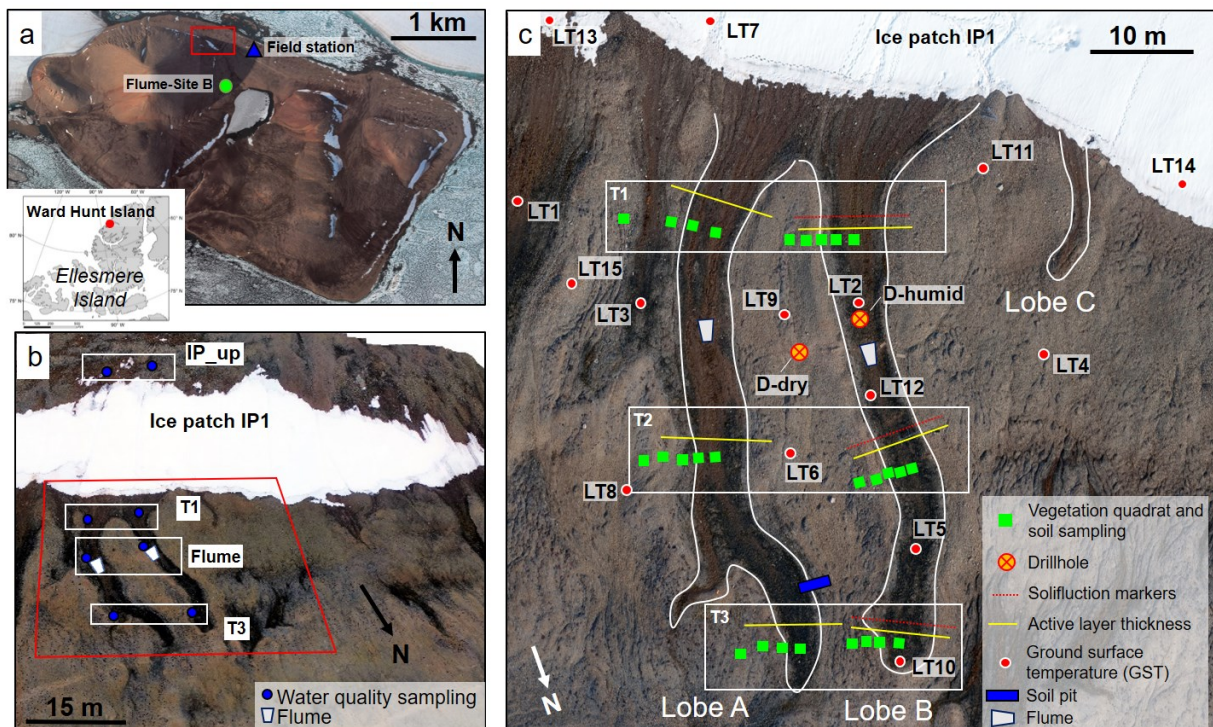 a
1 km
Field station
Flume-Site B
N
Ward Hunt Island
Ellesmere
Island
b
IP_up
Ice patch IP1
T1
Flume
T3
N
15 m
Water quality sampling
Flume
c
LT13
LT7
Ice patch IP1
10 m
LT11
LT14
T1
LT1
LT15
LT3
LT9
LT2
D-humid
Lobe C
D-dry
LT12
LT4
T2
LT6
LT8
LT5
T3
LT10
N
Lobe A
Lobe B
Vegetation quadrat and
soil sampling
Drillhole
Solifluction markers
Active layer thickness
Ground surface
temperature (GST)
Soil pit
Flume